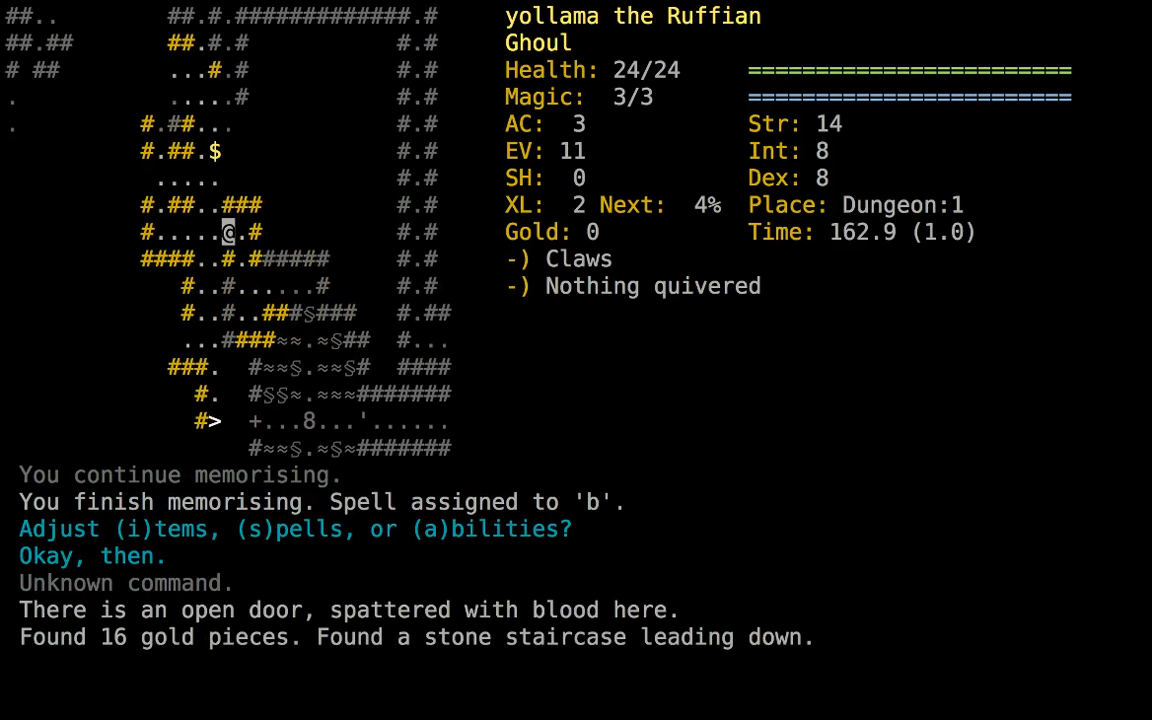 ##..         ##.#.#############.#    yollama the Ruffian
##.##       ##.#.#           #.#    Ghoul
# ##        ...#.#           #.#    Health: 24/24     ========================
.           .....#           #.#    Magic:  3/3       ========================
.         #.##...            #.#    AC:  3            Str: 14
          #.##.$             #.#    EV: 11            Int: 8
           .....             #.#    SH:  0            Dex: 8
          #.##..###          #.#    XL:  2 Next:  4%  Place: Dungeon:1
          #.....@.#          #.#    Gold: 0           Time: 162.9 (1.0)
          ####..#.######     #.#    -) Claws
             #..#......#     #.#    -) Nothing quivered
             #..#..###§###   #.##
             ...####≈≈.≈§##  #...
            ###.  #≈≈§.≈≈§#  ####
              #.  #§§≈.≈≈≈#######
              #>  +...8...'......
                  #≈≈§.≈§≈#######
You continue memorising.
You finish memorising. Spell assigned to 'b'.
Adjust (i)tems, (s)pells, or (a)bilities?
Okay, then.
Unknown command.
There is an open door, spattered with blood here.
Found 16 gold pieces. Found a stone staircase leading down.